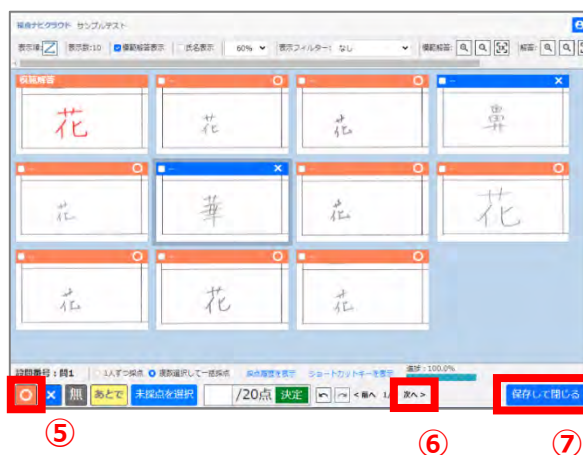 採点ナビクラウド サンプルテスト
表示順: 表示数:10 模範解答表示 氏名表示 60% 表示フィルター: なし 模範解答: 解答:
模範解答
花 花 花 鼻
花 華 花 花
花 花 花
設問番号:問1 1人ずつ採点 複数選択して一括採点 採点履歴を表示 ショートカットキーを表示 進捗:100.0%
× 無 あとで 未採点を選択 /20点 決定 <前へ 1/ 次へ> 保存して閉じる
⑤ ⑥ ⑦